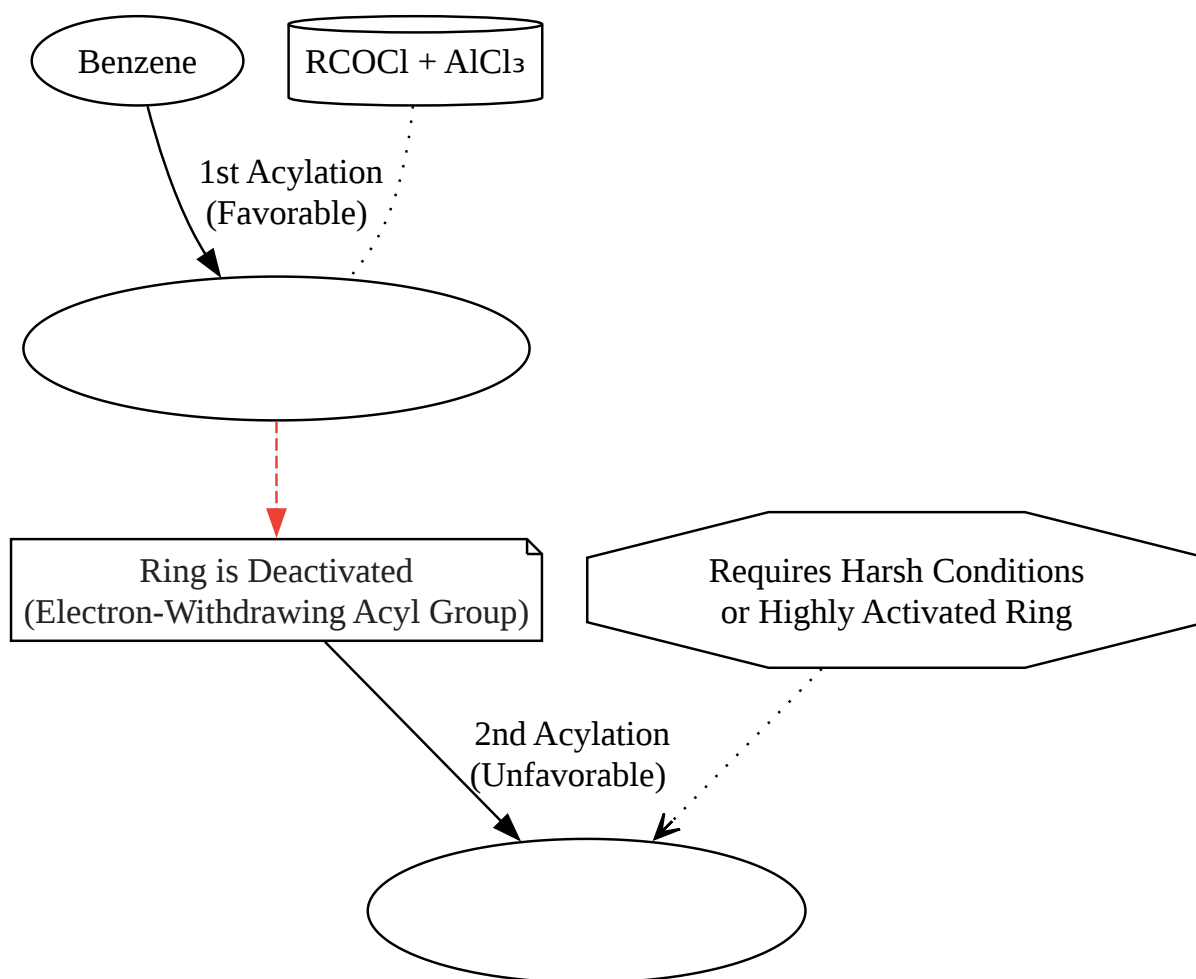 Benzene
RCOCl + AlCl₃
1st Acylation
(Favorable)
Ring is Deactivated
(Electron-Withdrawing Acyl Group)
Requires Harsh Conditions
or Highly Activated Ring
2nd Acylation
(Unfavorable)